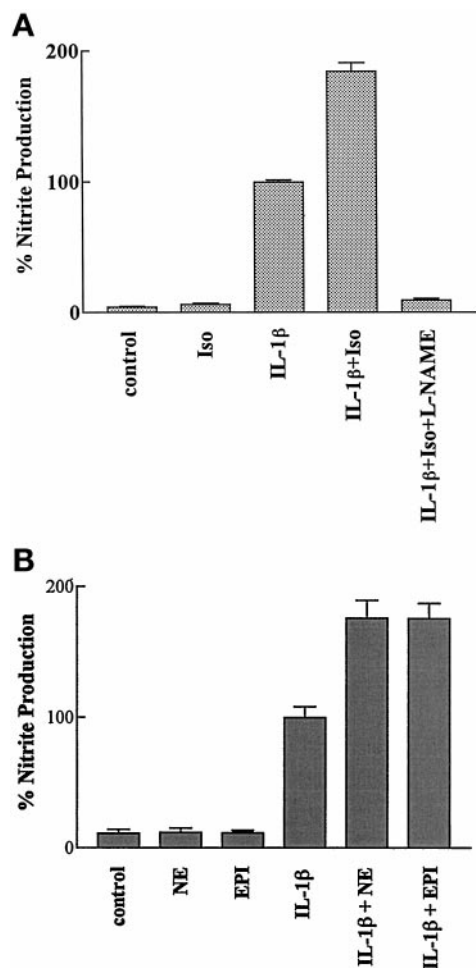 A
% Nitrite Production
200
100
0
control
Iso
IL-1β
IL-1β+Iso
IL-1β+Iso+L-NAME
B
% Nitrite Production
200
100
0
control
NE
EPI
IL-1β
IL-1β + NE
IL-1β + EPI